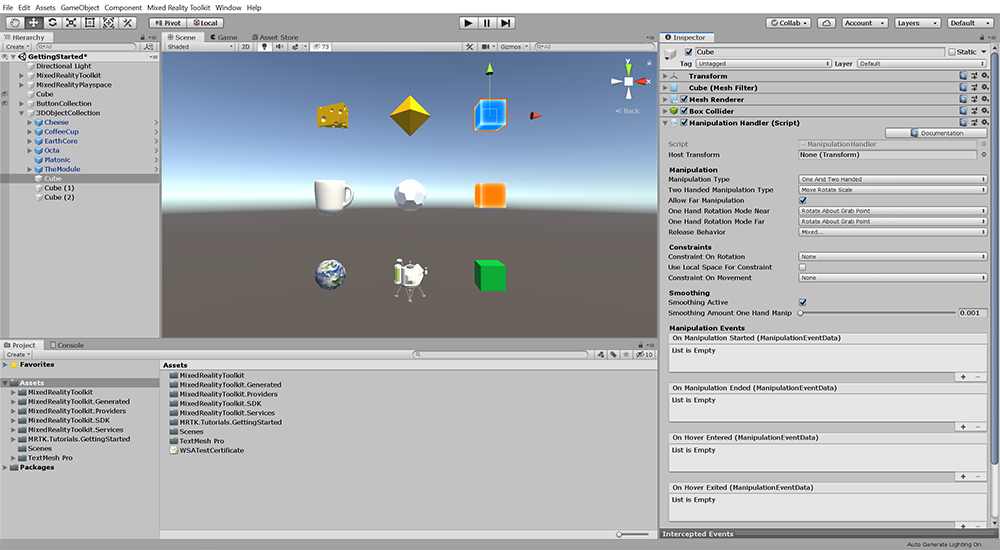 File Edit Assets GameObject Component Mixed Reality Toolkit Window Help
Pivot Local Collab Account Layers Default
Hierarchy
Create All
GettingStarted*
Directional Light
MixedRealityToolkit
MixedRealityPlayspace
Cube
ButtonCollection
3DObjectCollection
Cheese
CoffeeCup
EarthCore
Octa
Platonic
TheModule
Cube
Cube (1)
Cube (2)
Scene Game Asset Store
Shaded 2D 73 Gizmos All
y
x
Back
Inspector
Cube Static
Tag Untagged Layer Default
Transform
Cube (Mesh Filter)
Mesh Renderer
Box Collider
Manipulation Handler (Script)
Documentation
Script ManipulationHandler
Host Transform None (Transform)
Manipulation
Manipulation Type One And Two Handed
Two Handed Manipulation Type Move Rotate Scale
Allow Far Manipulation
One Hand Rotation Mode Near Rotate About Grab Point
One Hand Rotation Mode Far Rotate About Grab Point
Release Behavior Mixed...
Constraints
Constraint On Rotation None
Use Local Space For Constraint
Constraint On Movement None
Smoothing
Smoothing Active
Smoothing Amount One Hand Manip 0.001
Manipulation Events
On Manipulation Started (ManipulationEventData)
List is Empty
On Manipulation Ended (ManipulationEventData)
List is Empty
On Hover Entered (ManipulationEventData)
List is Empty
On Hover Exited (ManipulationEventData)
List is Empty
Intercepted Events
Project Console
Create 10
Favorites
Assets
MixedRealityToolkit
MixedRealityToolkit.Generated
MixedRealityToolkit.Providers
MixedRealityToolkit.SDK
MixedRealityToolkit.Services
MRTK.Tutorials.GettingStarted
Scenes
TextMesh Pro
Packages
Assets
MixedRealityToolkit
MixedRealityToolkit.Generated
MixedRealityToolkit.Providers
MixedRealityToolkit.SDK
MixedRealityToolkit.Services
MRTK.Tutorials.GettingStarted
Scenes
TextMesh Pro
WSATestCertificate
Auto Generate Lighting On